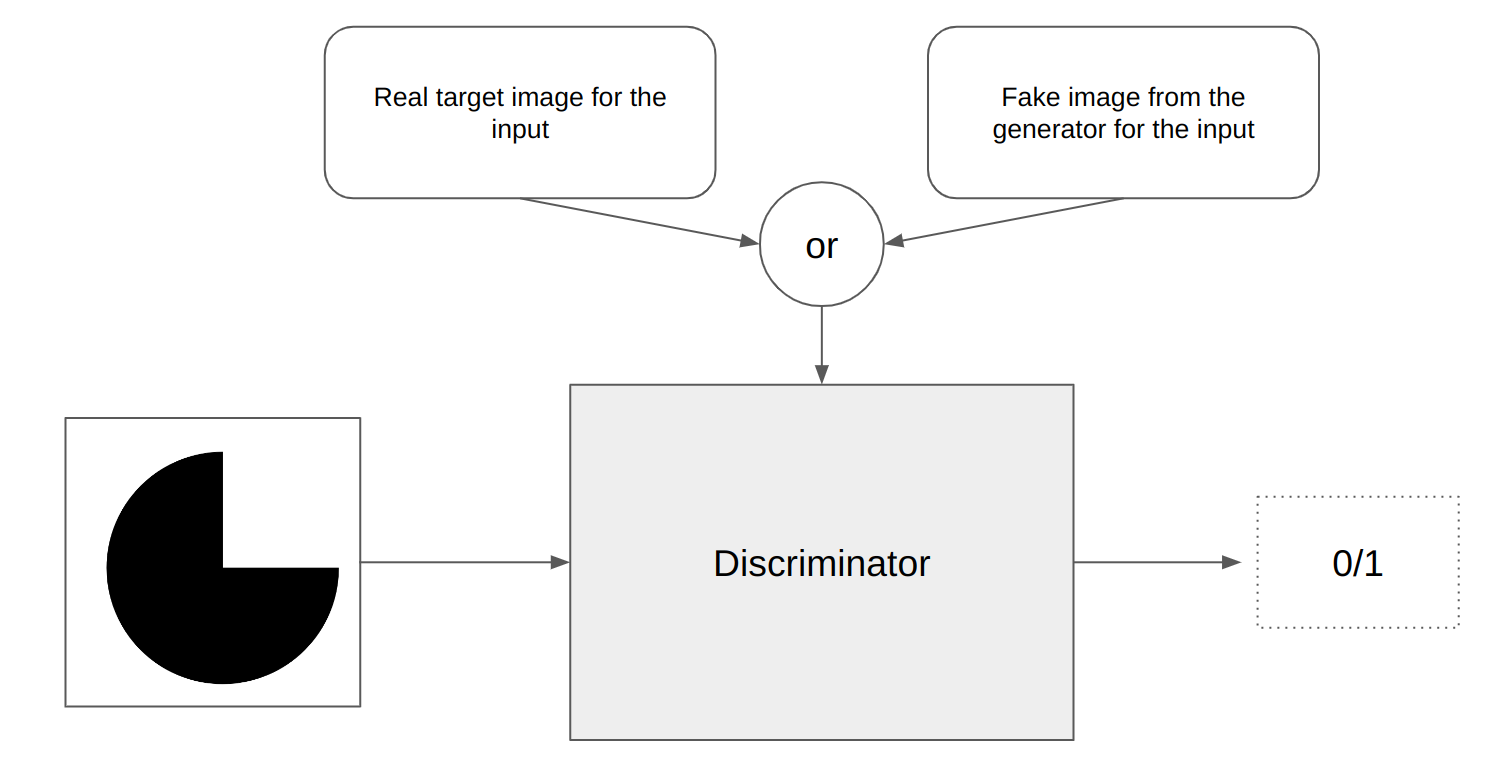 Real target image for the
input
Fake image from the
generator for the input
or
Discriminator
0/1